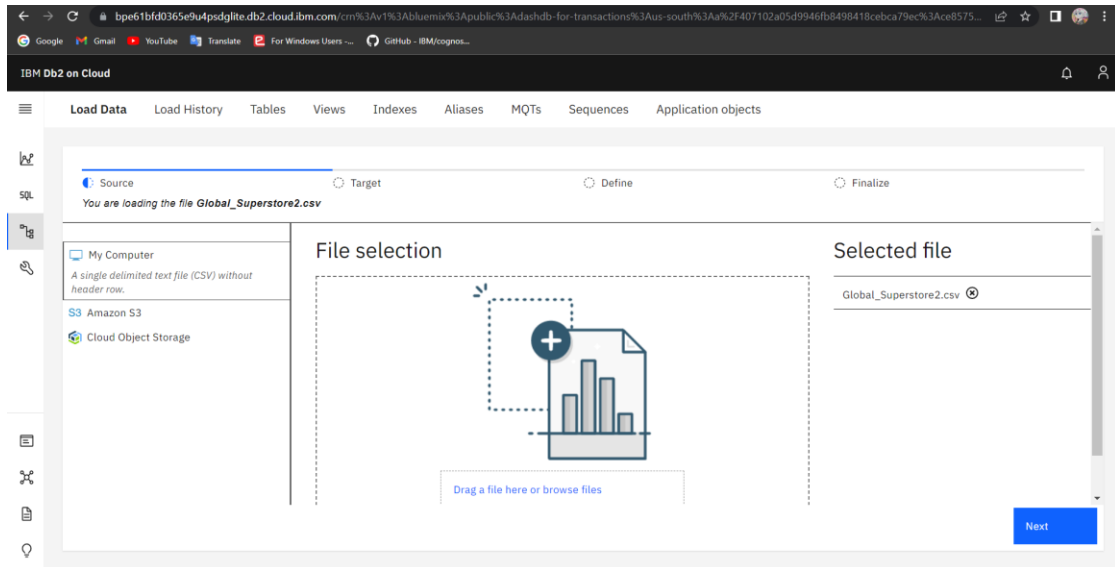 bpe61bfd0365e9u4psdglite.db2.cloud.ibm.com/crn%3Av1%3Abluemix%3Apublic%3Adashdb-for-transactions%3Aus-south%3Aa%2F407102a05d9946fb8498418cebca79ec%3Ace8575...
Google Gmail YouTube Translate For Windows Users -... GitHub - IBM/cognos...
IBM Db2 on Cloud
Load Data Load History Tables Views Indexes Aliases MQTs Sequences Application objects
Source Target Define Finalize
You are loading the file Global_Superstore2.csv
SQL
My Computer
A single delimited text file (CSV) without
header row.
S3 Amazon S3
Cloud Object Storage
File selection
Drag a file here or browse files
Selected file
Global_Superstore2.csv
Next